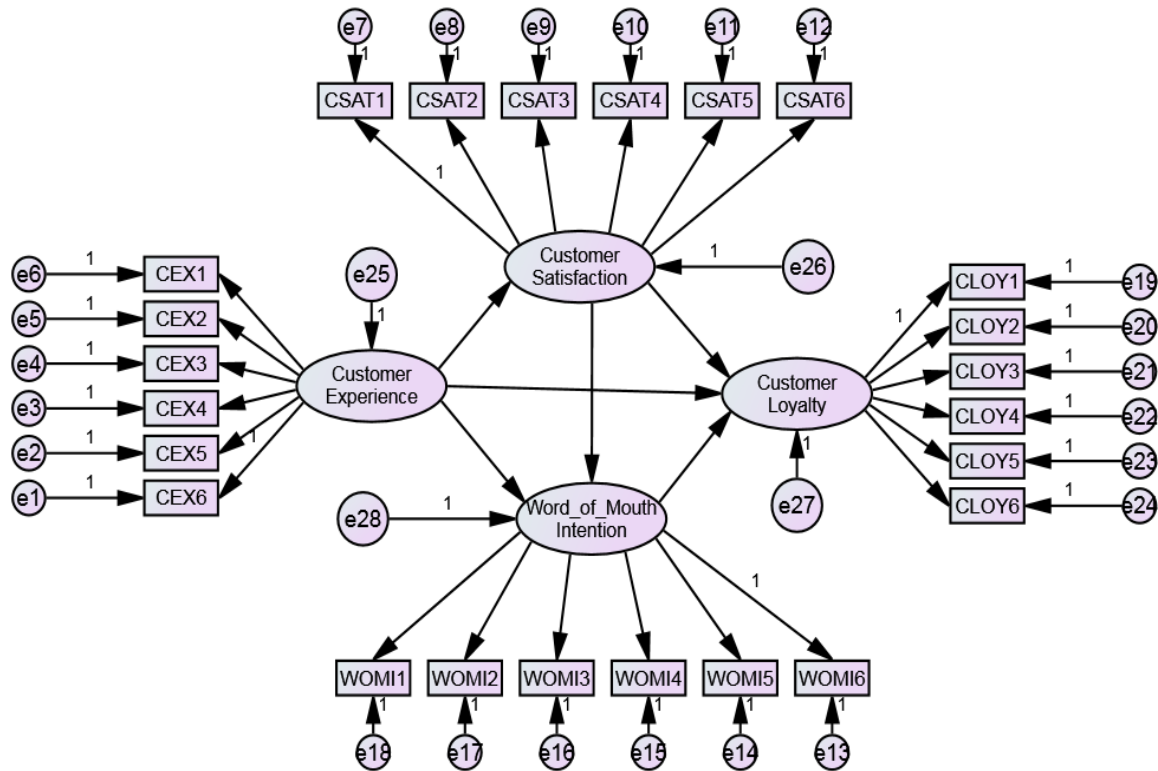 e7 e8 e9 e10 e11 e12
1 1 1 1 1 1
CSAT1 CSAT2 CSAT3 CSAT4 CSAT5 CSAT6
1
Customer
Satisfaction
1
e26
e25
1
e6 1 CEX1
e5 1 CEX2
e4 1 CEX3
e3 1 CEX4
e2 1 CEX5
1
e1 1 CEX6
Customer
Experience
Customer
Loyalty
1
CLOY1 1 e19
CLOY2 1 e20
CLOY3 1 e21
CLOY4 1 e22
CLOY5 1 e23
CLOY6 1 e24
1
e27
e28
1
Word_of_Mouth
Intention
1
WOMI1 WOMI2 WOMI3 WOMI4 WOMI5 WOMI6
1 1 1 1 1 1
e18 e17 e16 e15 e14 e13